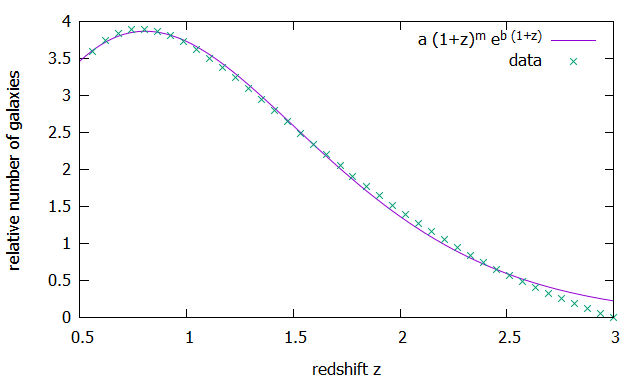 4
3.5
3
2.5
2
1.5
1
0.5
0
a (1+z)^m e^b (1+z)
data
relative number of galaxies
0.5 1 1.5 2 2.5 3
redshift z